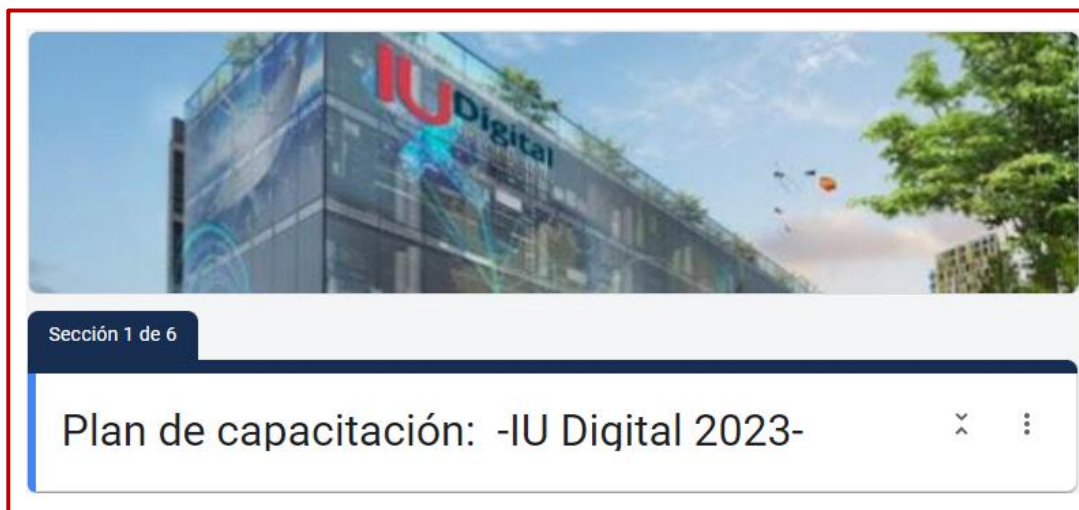 IU Digital
Sección 1 de 6
Plan de capacitación: -IU Digital 2023-